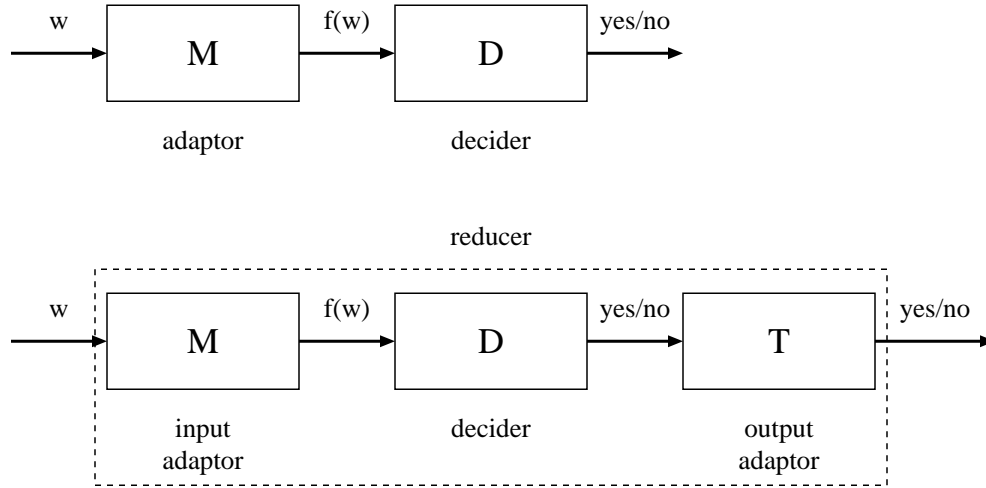 w f(w) yes/no
M D
adaptor decider
reducer
w f(w) yes/no yes/no
M D T
input decider output
adaptor adaptor